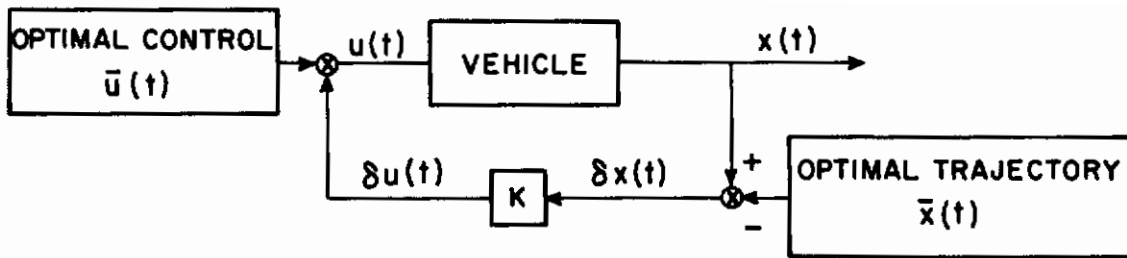 OPTIMAL CONTROL
ū(t)
u(t)
VEHICLE
x(t)
δu(t)
K
δx(t)
+
−
OPTIMAL TRAJECTORY
x̄(t)